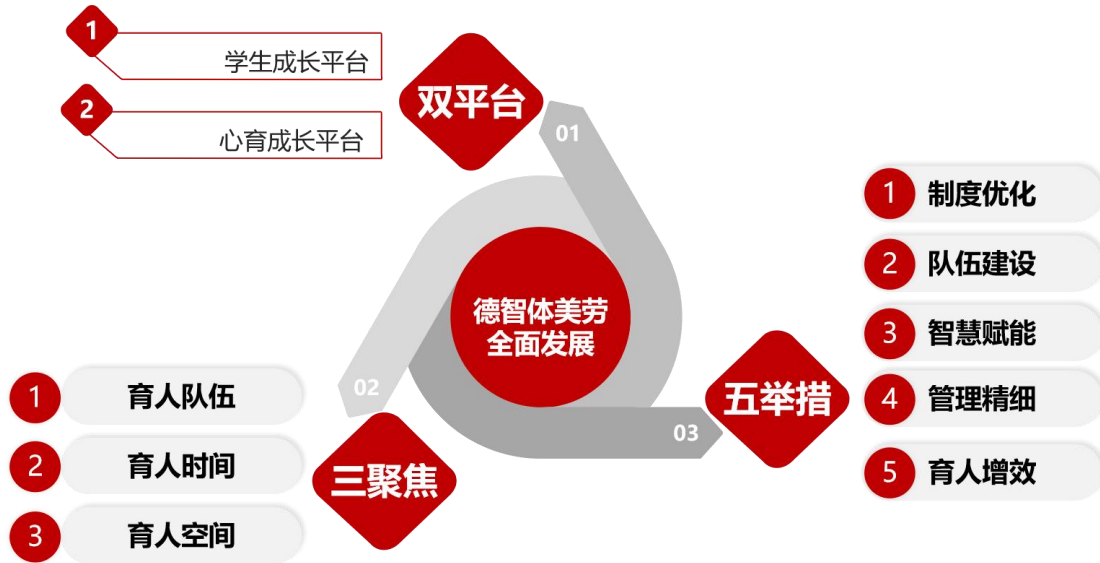 1
学生成长平台
2
心育成长平台
双平台
01
德智体美劳
全面发展
02
三聚焦
1
育人队伍
2
育人时间
3
育人空间
03
五举措
1
制度优化
2
队伍建设
3
智慧赋能
4
管理精细
5
育人增效